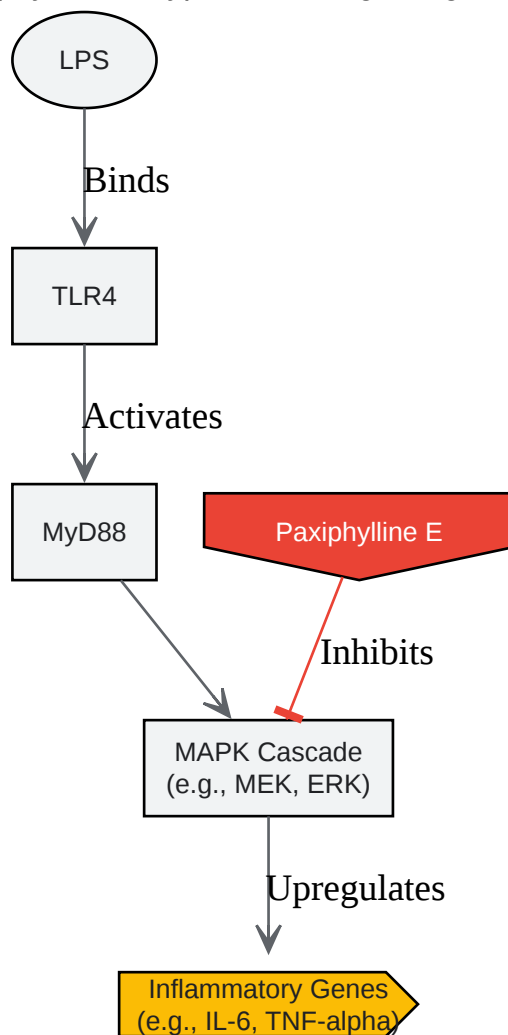 LPS
Binds
TLR4
Activates
MyD88
Paxiphylline E
Inhibits
MAPK Cascade
(e.g., MEK, ERK)
Upregulates
Inflammatory Genes
(e.g., IL-6, TNF-alpha)